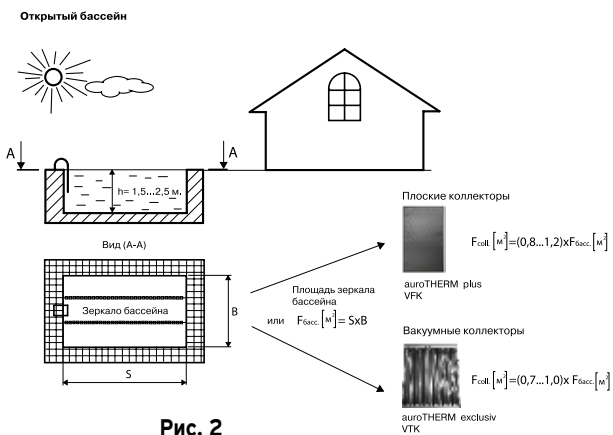 Открытый бассейн
A
A
h= 1,5...2,5 м.
Вид (А-А)
Зеркало бассейна
B
S
Площадь зеркала
бассейна
или Fбасс.[м²] = SxB
Плоские коллекторы
Fcoll.[м²]=(0,8...1,2)xFбасс.[м²]
auroTHERM plus
VFK
Вакуумные коллекторы
Fcoll.[м²]=(0,7...1,0)x Fбасс.[м²]
auroTHERM exclusiv
VTK
Рис. 2